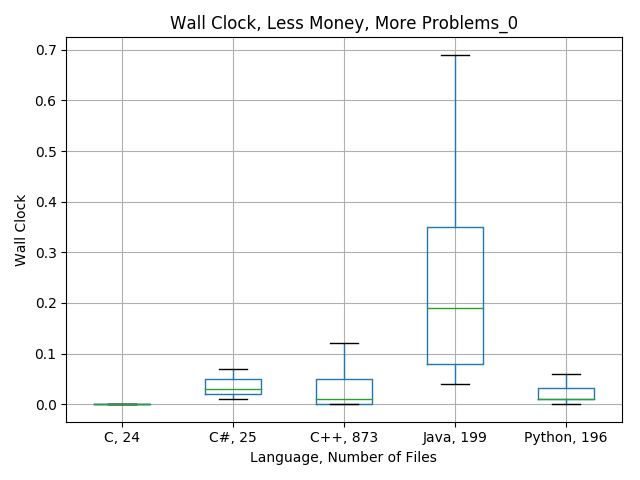 Wall Clock, Less Money, More Problems_0
0.7
0.6
0.5
0.4
0.3
0.2
0.1
0.0
Wall Clock
C, 24
C#, 25
C++, 873
Java, 199
Python, 196
Language, Number of Files